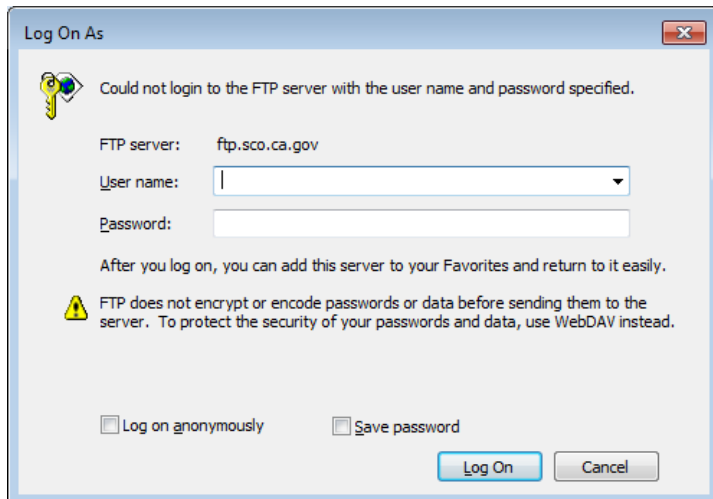 Log On As
Could not login to the FTP server with the user name and password specified.
FTP server: ftp.sco.ca.gov
User name:
Password:
After you log on, you can add this server to your Favorites and return to it easily.
FTP does not encrypt or encode passwords or data before sending them to the
server. To protect the security of your passwords and data, use WebDAV instead.
Log on anonymously Save password
Log On Cancel